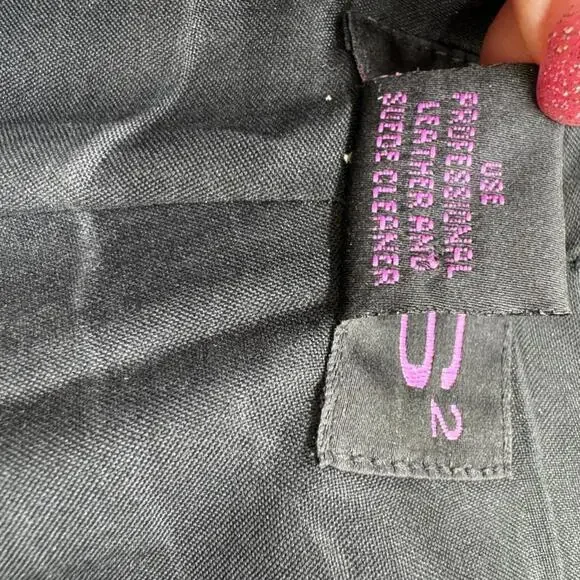 USE
PROFESSIONAL
LEATHER AND
SUEDE CLEANER
2